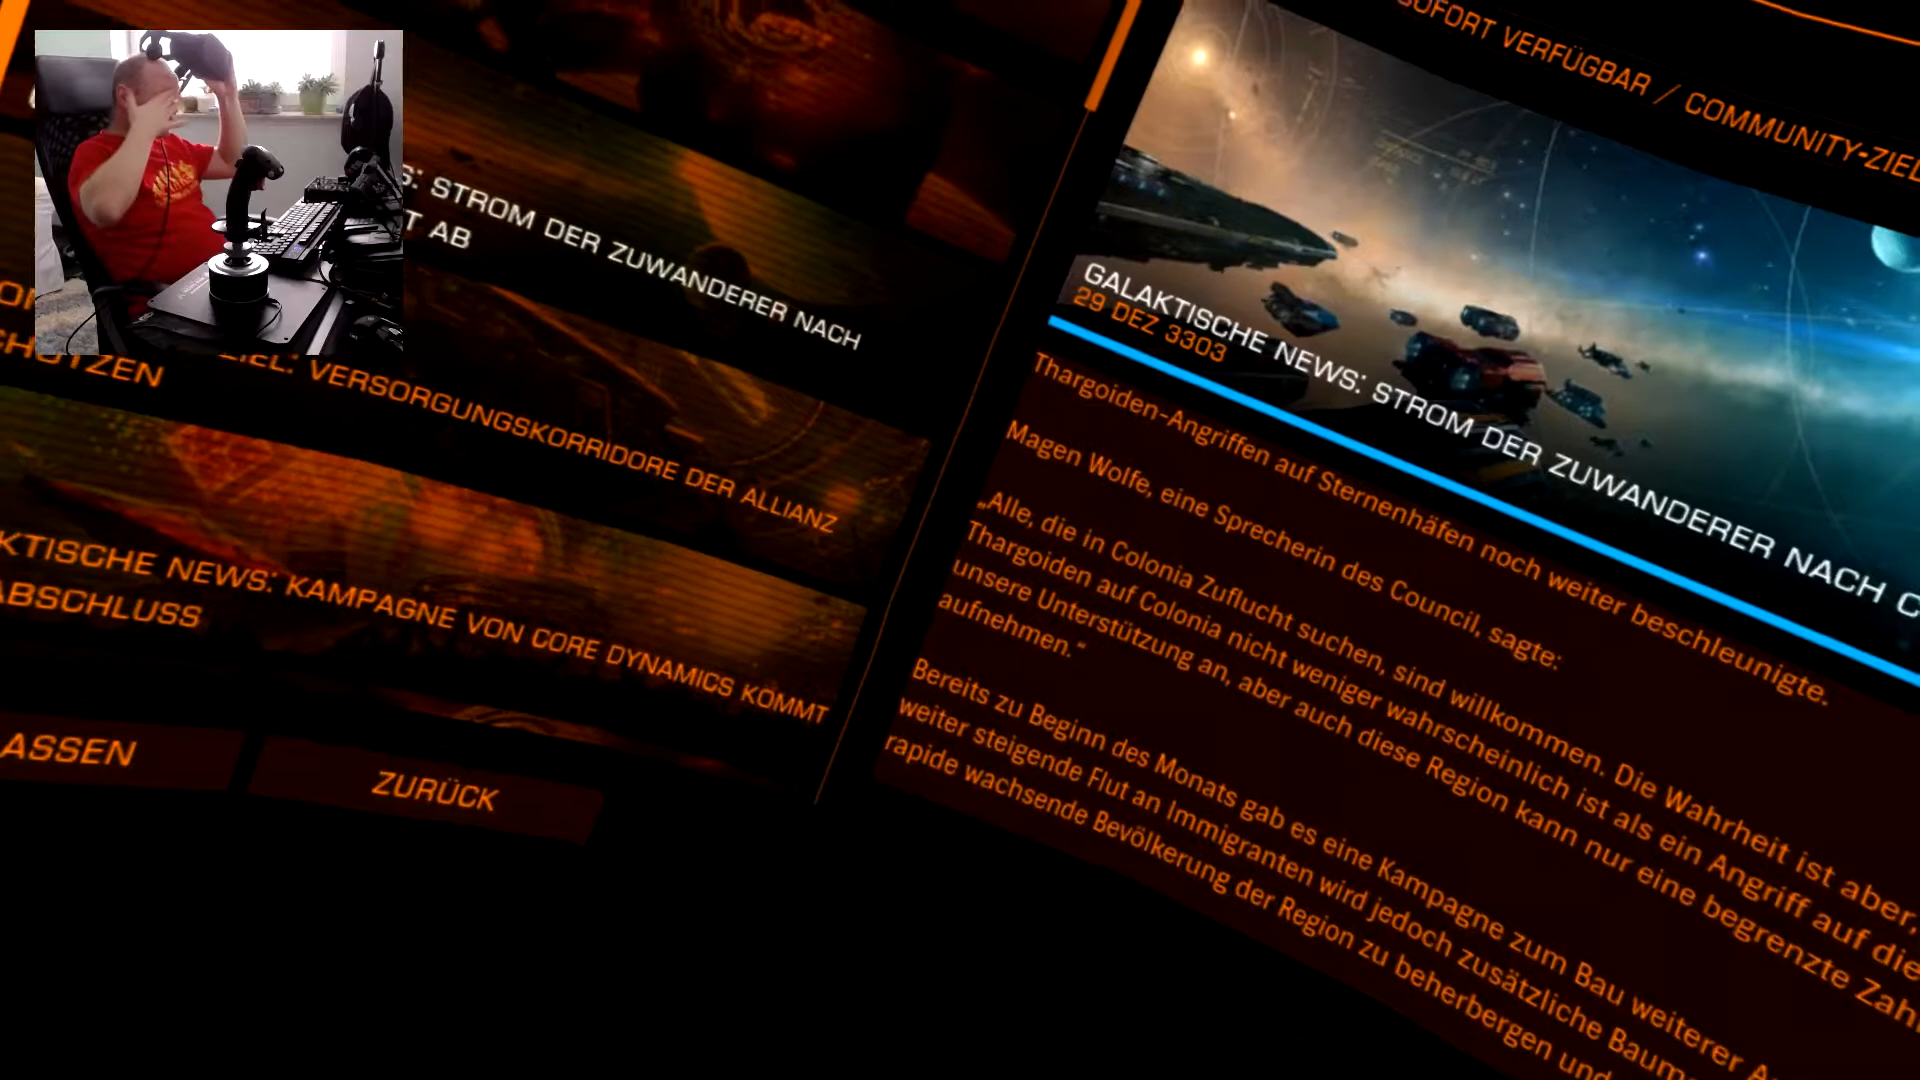 S: STROM DER ZUWANDERER NACH
T AB
ZIEL: VERSORGUNGSKORRIDORE DER ALLIANZ
HÜTZEN
KTISCHE NEWS: KAMPAGNE VON CORE DYNAMICS KOMMT
ABSCHLUSS
ASSEN
ZURÜCK
SOFORT VERFÜGBAR / COMMUNITY-ZIEL
GALAKTISCHE NEWS: STROM DER ZUWANDERER NACH C
29 DEZ 3303
Thargoiden-Angriffen auf Sternenhäfen noch weiter beschleunigte.
Magen Wolfe, eine Sprecherin des Council, sagte:
„Alle, die in Colonia Zuflucht suchen, sind willkommen. Die Wahrheit ist aber,
Thargoiden auf Colonia nicht weniger wahrscheinlich ist als ein Angriff auf die
unsere Unterstützung an, aber auch diese Region kann nur eine begrenzte Zahl
aufnehmen.“
Bereits zu Beginn des Monats gab es eine Kampagne zum Bau weiterer A
weiter steigende Flut an Immigranten wird jedoch zusätzliche Baum
rapide wachsende Bevölkerung der Region zu beherbergen und